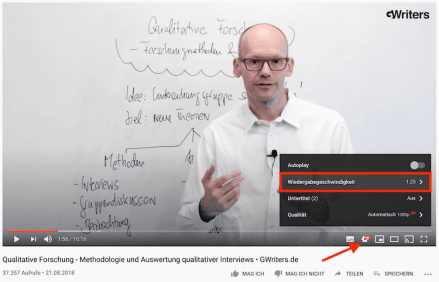 GWriters
Qualitative Forsch
- Forschungsmethoden &
Idee: Untersuchungsgruppe
Ziel: neue Theorien
Methoden
- Interviews
- Gruppendiskussion
- Beobachtung
Autoplay
Wiedergabegeschwindigkeit 1.25
Untertitel (2) Aus
Qualität Automatisch 1080p
1:56 / 16:16
Qualitative Forschung - Methodologie und Auswertung qualitativer Interviews • GWriters.de
37.357 Aufrufe • 21.08.2018
MAG ICH MAG ICH NICHT TEILEN SPEICHERN